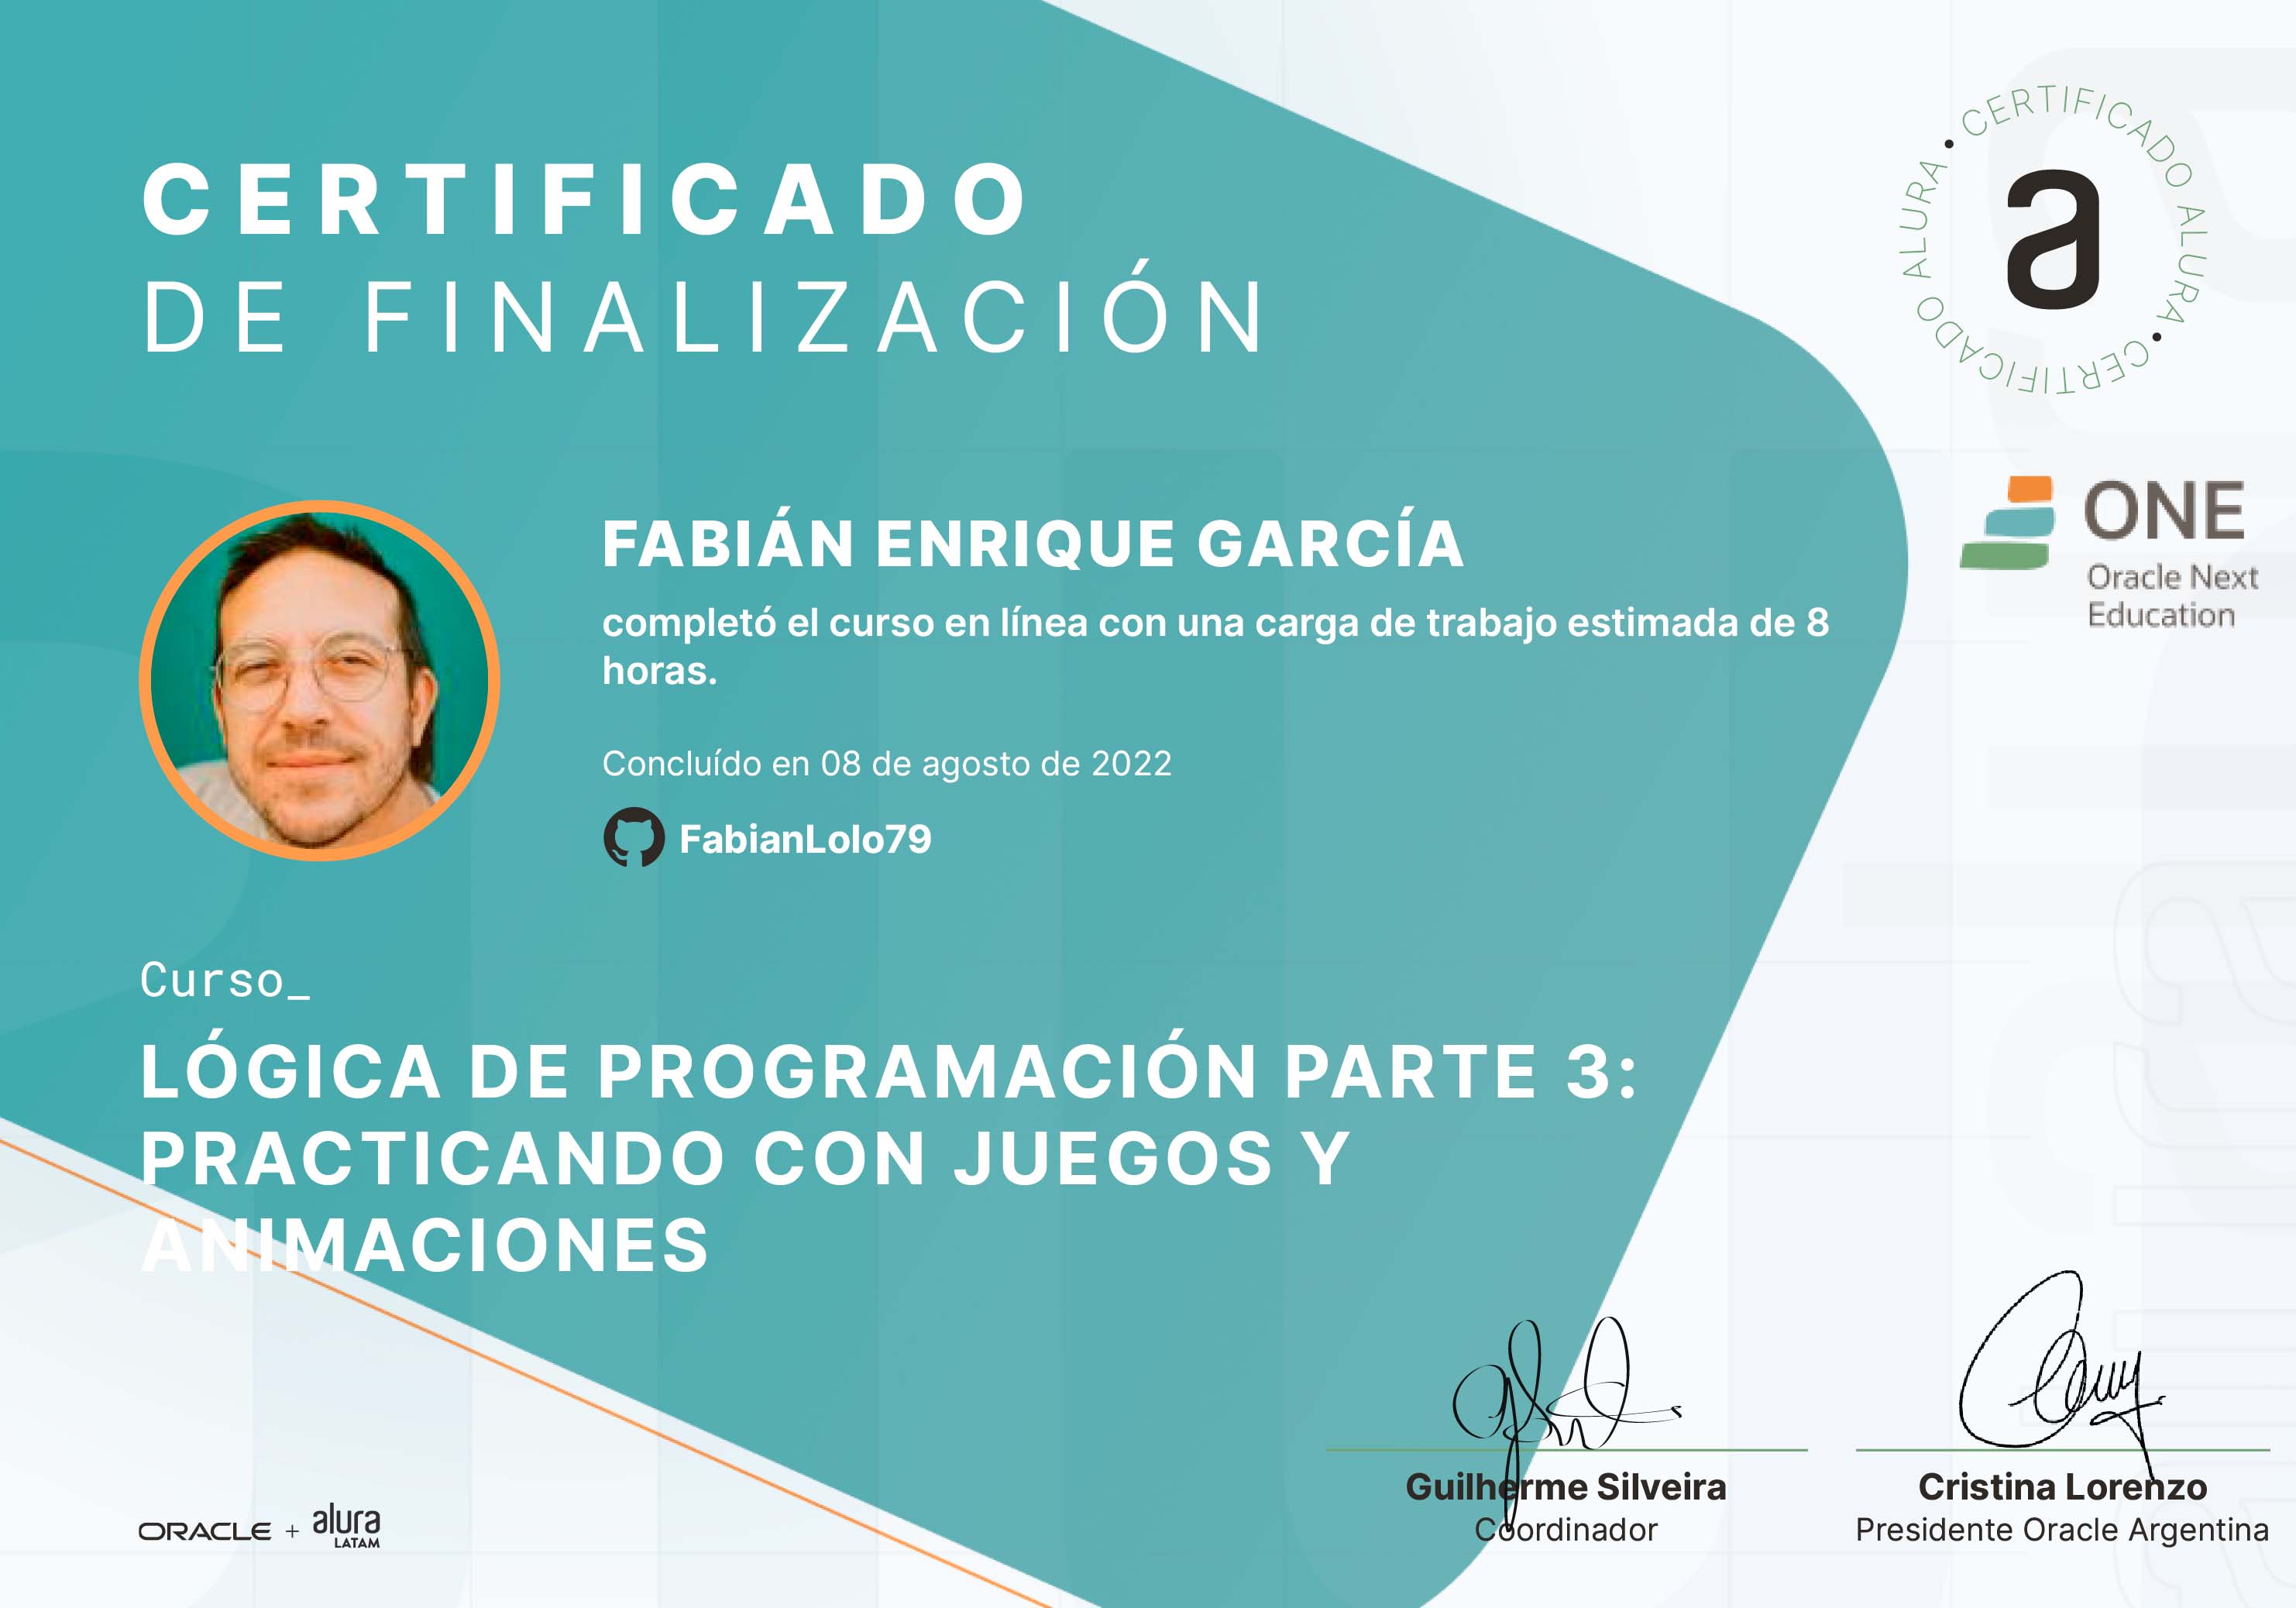 CERTIFICADO
DE FINALIZACIÓN
• CERTIFICADO ALURA • CERTIFICADO ALURA
a
ONE
Oracle Next
Education
FABIÁN ENRIQUE GARCÍA
completó el curso en línea con una carga de trabajo estimada de 8
horas.
Concluído en 08 de agosto de 2022
FabianLolo79
Curso_
LÓGICA DE PROGRAMACIÓN PARTE 3:
PRACTICANDO CON JUEGOS Y
ANIMACIONES
Guilherme Silveira
Coordinador
Cristina Lorenzo
Presidente Oracle Argentina
ORACLE + alura
LATAM